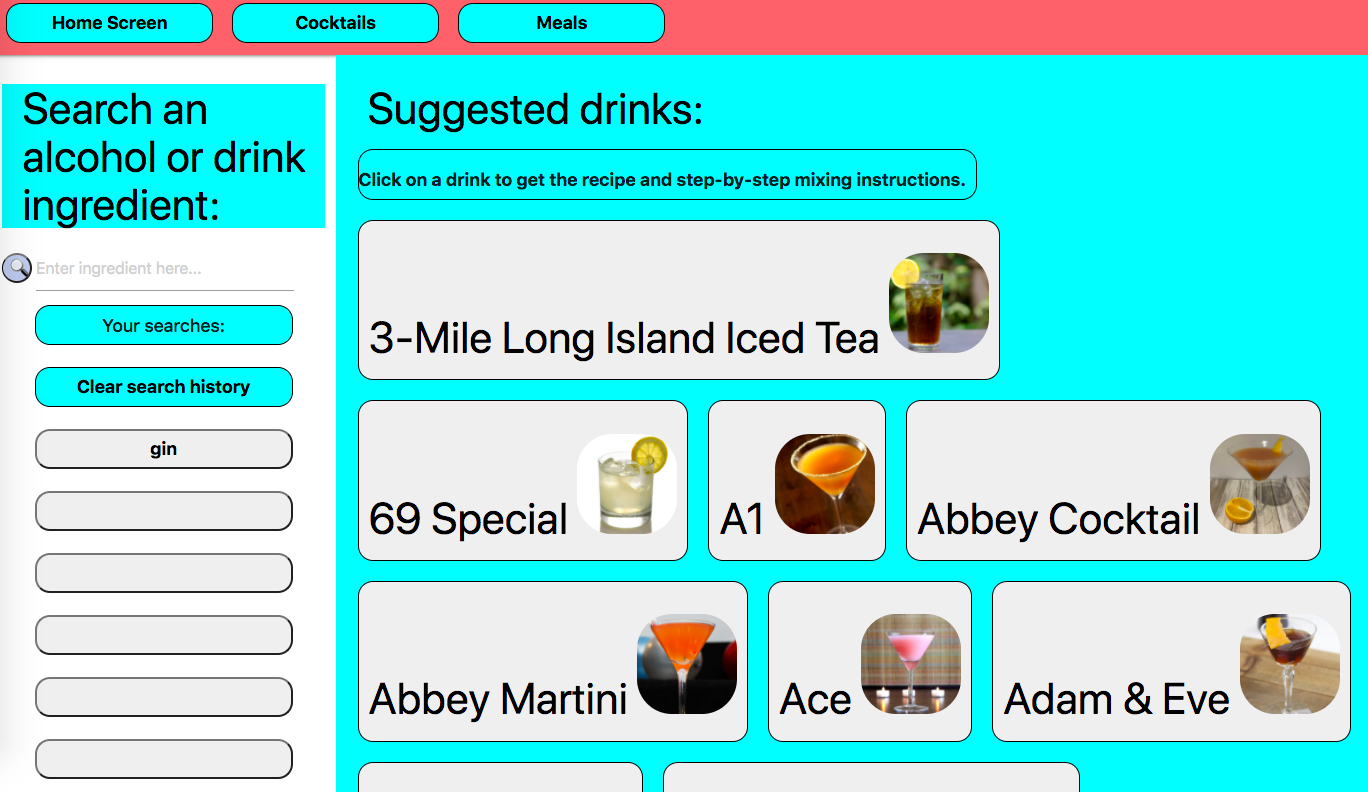 Home Screen
Cocktails
Meals
Search an
alcohol or drink
ingredient:
Enter ingredient here...
Your searches:
Clear search history
gin
Suggested drinks:
Click on a drink to get the recipe and step-by-step mixing instructions.
3-Mile Long Island Iced Tea
69 Special
A1
Abbey Cocktail
Abbey Martini
Ace
Adam & Eve